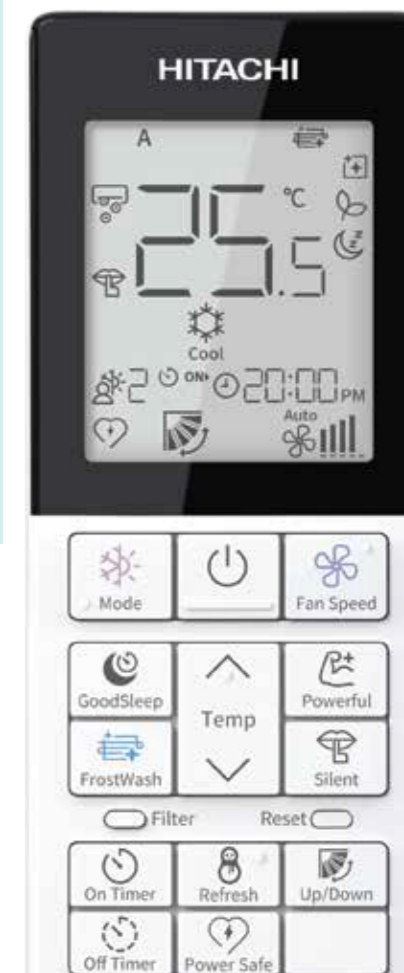 HITACHI
A
°C
25.5
Cool
2 ON 20:00 PM
Auto
Mode
Fan Speed
GoodSleep
Temp
Powerful
FrostWash
Silent
Filter Reset
On Timer
Refresh
Up/Down
Off Timer
Power Safe